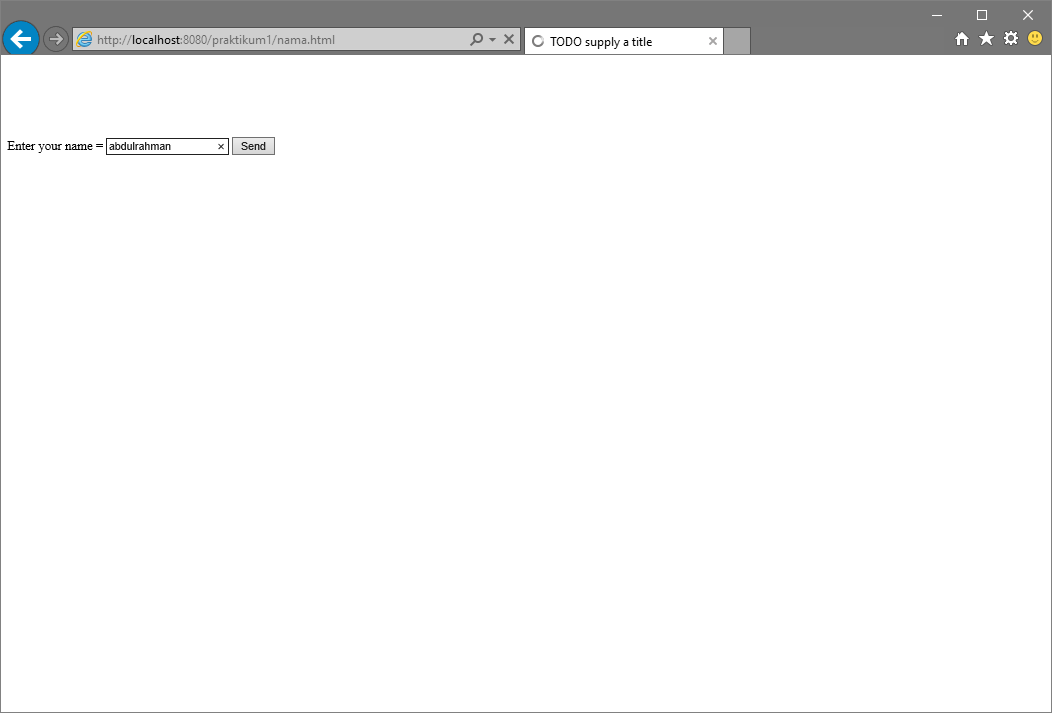 http://localhost:8080/praktikum1/nama.html
TODO supply a title
Enter your name = abdulrahman Send